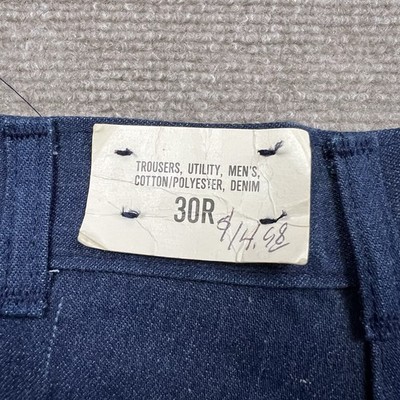 TROUSERS, UTILITY, MEN'S,
COTTON/POLYESTER, DENIM
30R
$14.98